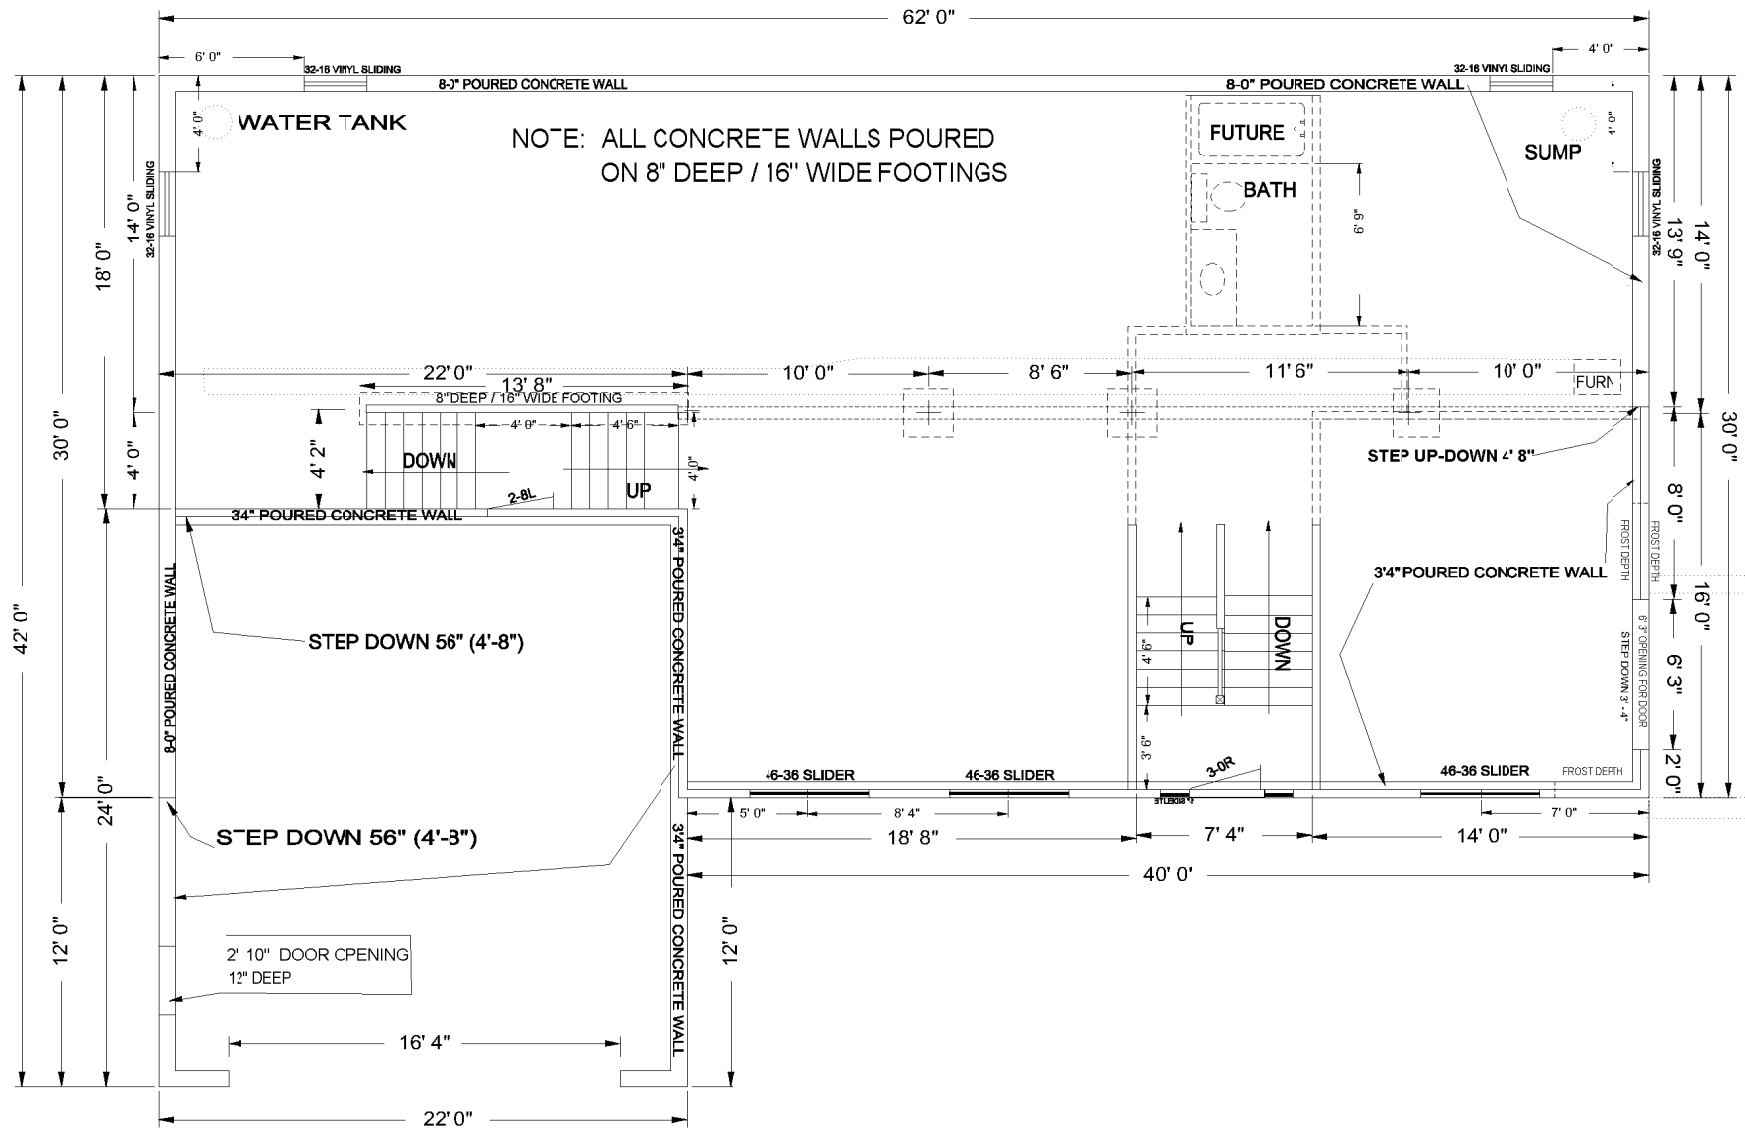 62' 0"
6' 0"
4' 0"
32-16 VINYL SLIDING
32-16 VINYL SLIDING
8-0" POURED CONCRETE WALL
8-0" POURED CONCRETE WALL
4' 0"
WATER TANK
NOTE: ALL CONCRETE WALLS POURED
ON 8" DEEP / 16" WIDE FOOTINGS
FUTURE
BATH
4' 0"
SUMP
32-16 VINYL SLIDING
32-16 VINYL SLIDING
14' 0"
18' 0"
6'9"
13' 9"
14' 0"
22' 0"
10' 0"
8' 6"
11' 6"
10' 0"
FURN
13' 8"
8"DEEP / 16" WIDE FOOTING
30' 0"
4' 0"
4' 2"
4' 0"
4' 6"
4' 0"
DOWN
UP
2-8L
30' 0"
STEP UP-DOWN 4' 8"
8' 0"
34" POURED CONCRETE WALL
3'4" POURED CONCRETE WALL
FROST DEPTH
FROST DEPTH
3'4"POURED CONCRETE WALL
8-0" POURED CONCRETE WALL
42' 0"
STEP DOWN 56" (4'-8")
UP
DOWN
4' 6"
16' 0"
6' 3" OPENING FOR DOOR
STEP DOWN 3' - 4"
6' 3"
3' 6"
3-0R
46-36 SLIDER
46-36 SLIDER
46-36 SLIDER
FROST DEPTH
2' 0"
24' 0"
5' 0"
8' 4"
7' 0"
STEP DOWN 56" (4'-8")
3'4" POURED CONCRETE WALL
18' 8"
7' 4"
14' 0"
40' 0'
12' 0"
12' 0"
2' 10" DOOR OPENING
12" DEEP
16' 4"
22' 0"